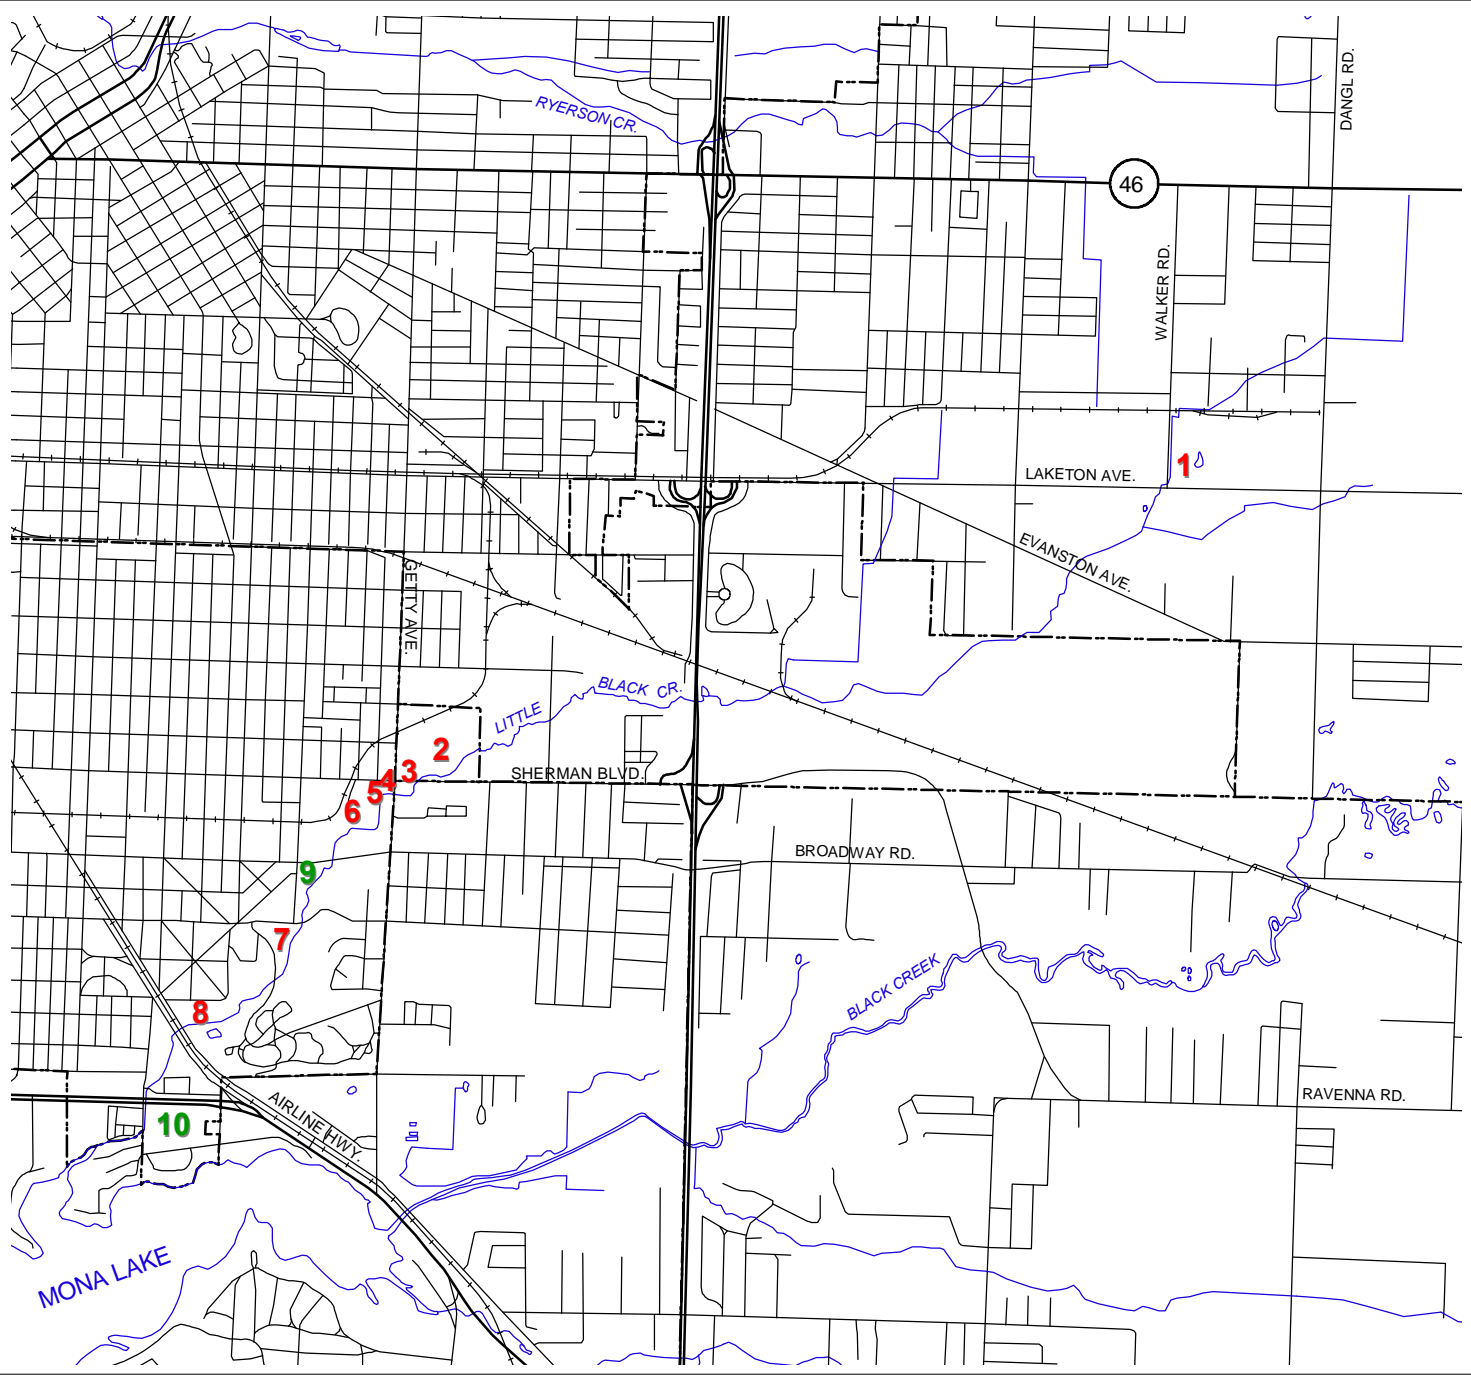 DANGL RD.
RYERSON CR.
46
WALKER RD.
1
LAKETON AVE.
EVANSTON AVE.
GETTY AVE.
BLACK CR.
LITTLE
2
3
SHERMAN BLVD.
4
5
6
BROADWAY RD.
9
7
BLACK CREEK
8
RAVENNA RD.
AIRLINE HWY.
10
MONA LAKE